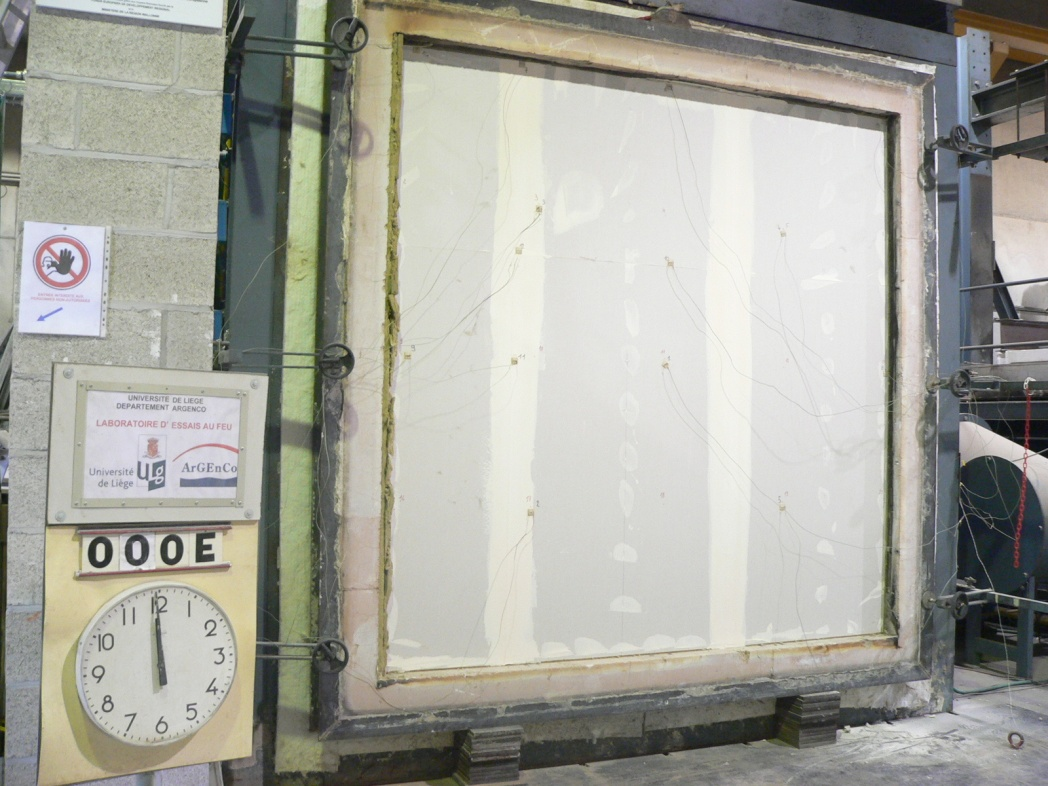 UNIVERSITE DE LIEGE
DEPARTEMENT ARGENCO
LABORATOIRE D' ESSAIS AU FEU
Université
de Liège
ug
ArGEnCo
000E
12
1
2
3
4
5
6
7
8
9
10
11